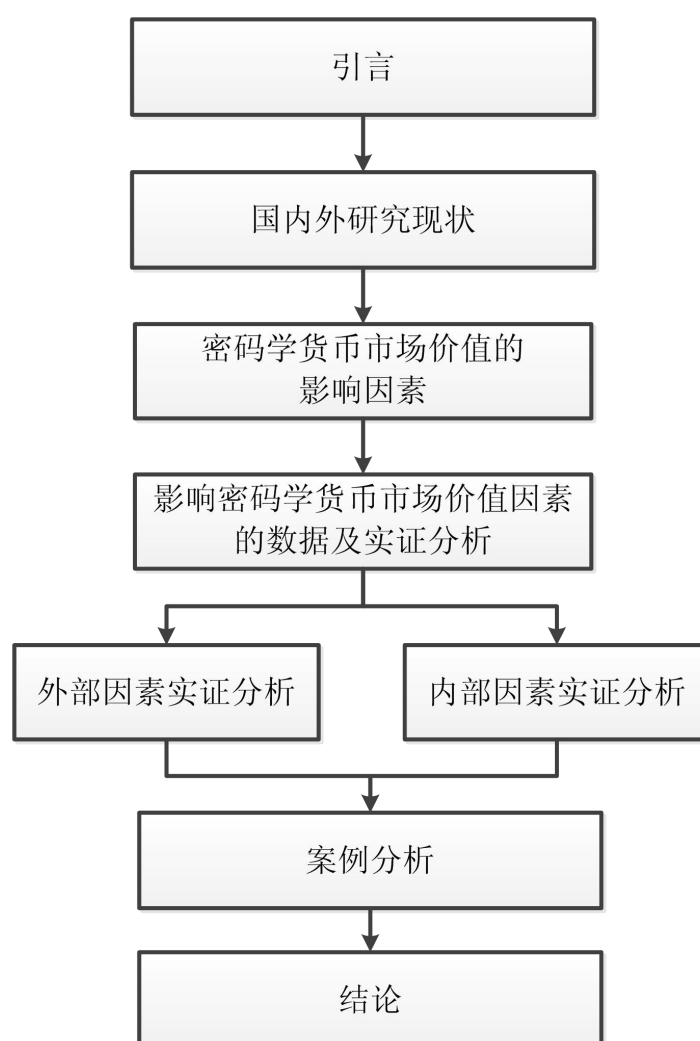 引言
国内外研究现状
密码学货币市场价值的
影响因素
影响密码学货币市场价值因素
的数据及实证分析
外部因素实证分析
内部因素实证分析
案例分析
结论